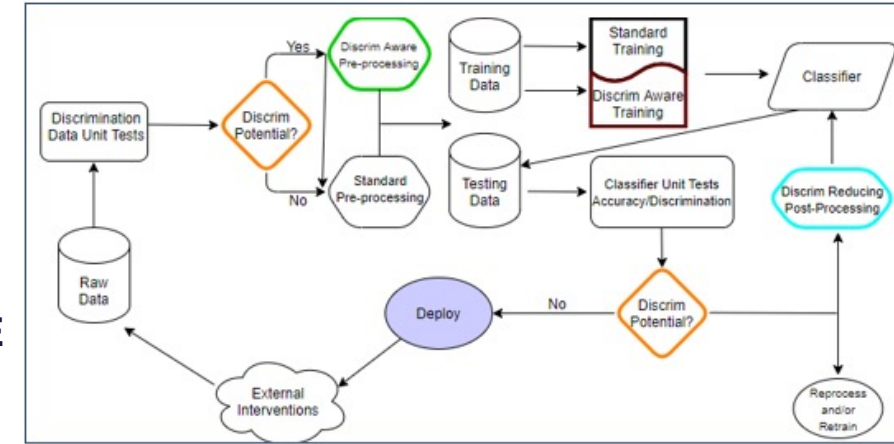 Discrimination
Data Unit Tests
Discrim
Potential?
Yes
No
Discrim Aware
Pre-processing
Standard
Pre-processing
Training
Data
Testing
Data
Standard
Training
Discrim Aware
Training
Classifier
Classifier Unit Tests
Accuracy/Discrimination
Discrim Reducing
Post-Processing
Raw
Data
Deploy
No
Discrim
Potential?
External
Interventions
Reprocess
and/or
Retrain